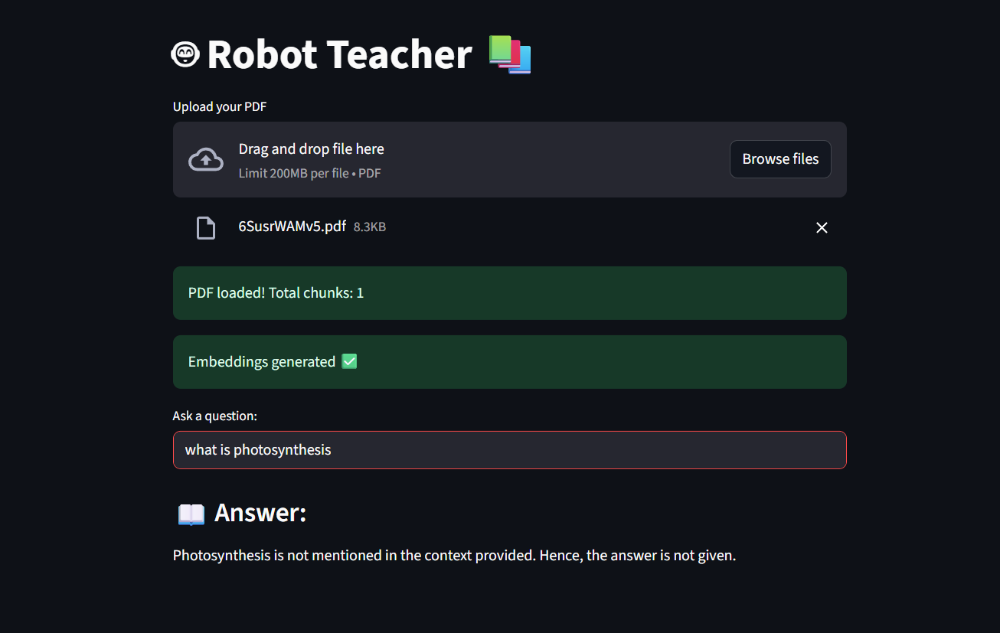 Robot Teacher
Upload your PDF
Drag and drop file here
Limit 200MB per file • PDF
Browse files
6SusrWAMv5.pdf 8.3KB
PDF loaded! Total chunks: 1
Embeddings generated ✅
Ask a question:
what is photosynthesis
📖 Answer:
Photosynthesis is not mentioned in the context provided. Hence, the answer is not given.